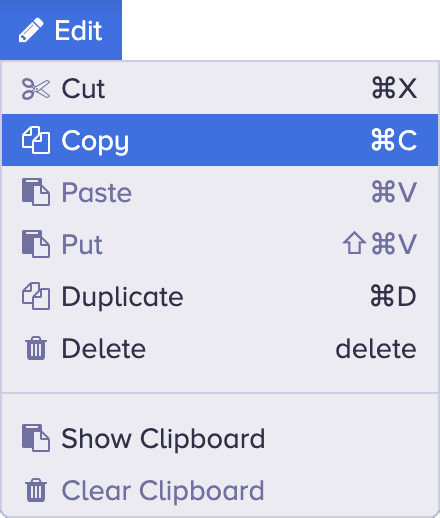 Edit
Cut ⌘X
Copy ⌘C
Paste ⌘V
Put ⇧⌘V
Duplicate ⌘D
Delete delete
Show Clipboard
Clear Clipboard